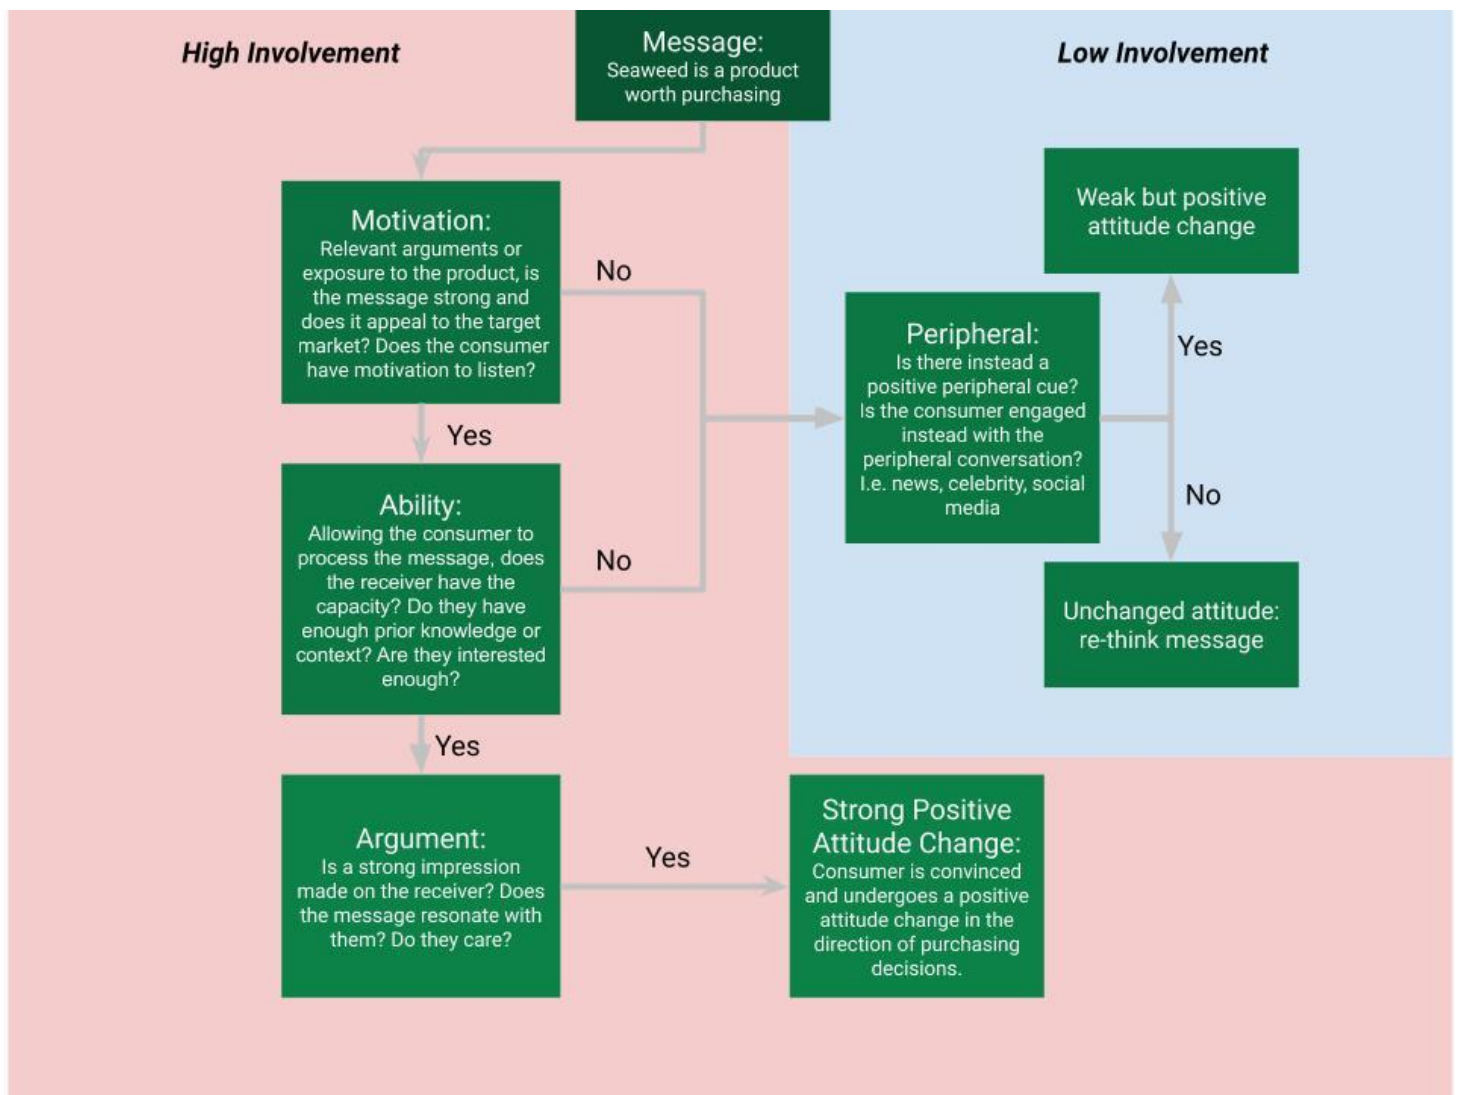 High Involvement
Message:
Seaweed is a product
worth purchasing
Low Involvement
Motivation:
Relevant arguments or
exposure to the product, is
the message strong and
does it appeal to the target
market? Does the consumer
have motivation to listen?
No
Yes
Ability:
Allowing the consumer to
process the message, does
the receiver have the
capacity? Do they have
enough prior knowledge or
context? Are they interested
enough?
No
Yes
Argument:
Is a strong impression
made on the receiver? Does
the message resonate with
them? Do they care?
Yes
Strong Positive
Attitude Change:
Consumer is convinced
and undergoes a positive
attitude change in the
direction of purchasing
decisions.
Peripheral:
Is there instead a
positive peripheral cue?
Is the consumer engaged
instead with the
peripheral conversation?
I.e. news, celebrity, social
media
Yes
Weak but positive
attitude change
No
Unchanged attitude:
re-think message